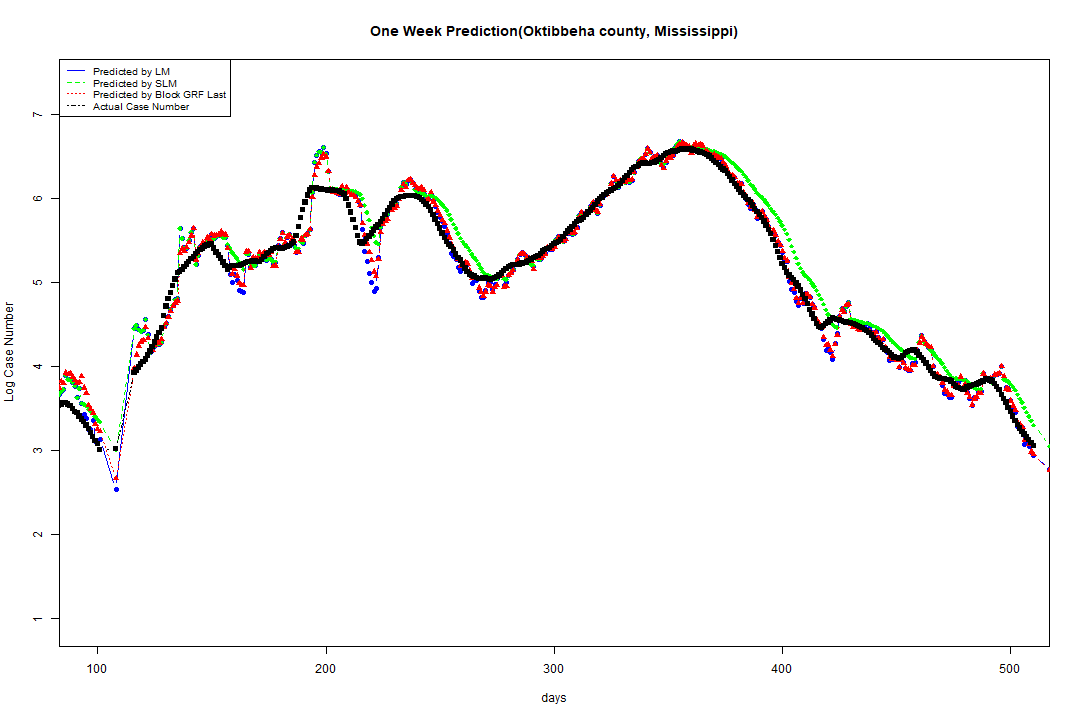 One Week Prediction(Oktibbeha county, Mississippi)
Predicted by LM
Predicted by SLM
Predicted by Block GRF Last
Actual Case Number
7
6
5
4
3
2
1
Log Case Number
100 200 300 400 500
days